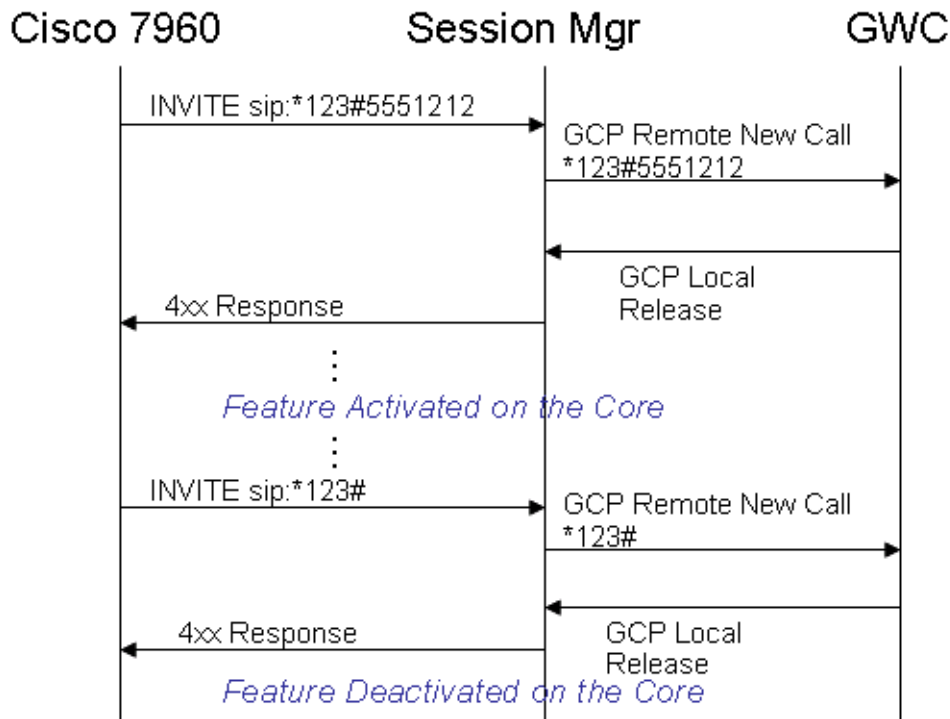 Cisco 7960 Session Mgr GWC
INVITE sip:*123#5551212
GCP Remote New Call
*123#5551212
GCP Local
Release
4xx Response
Feature Activated on the Core
INVITE sip:*123#
GCP Remote New Call
*123#
4xx Response
GCP Local
Release
Feature Deactivated on the Core